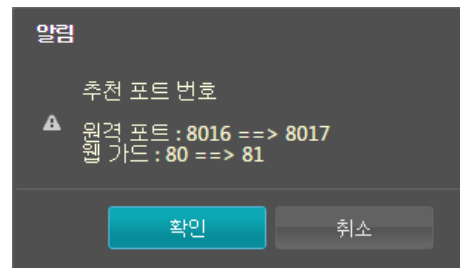 알림
추천 포트 번호
원격 포트 : 8016 ==> 8017
웹 가드 : 80 ==> 81
확인
취소